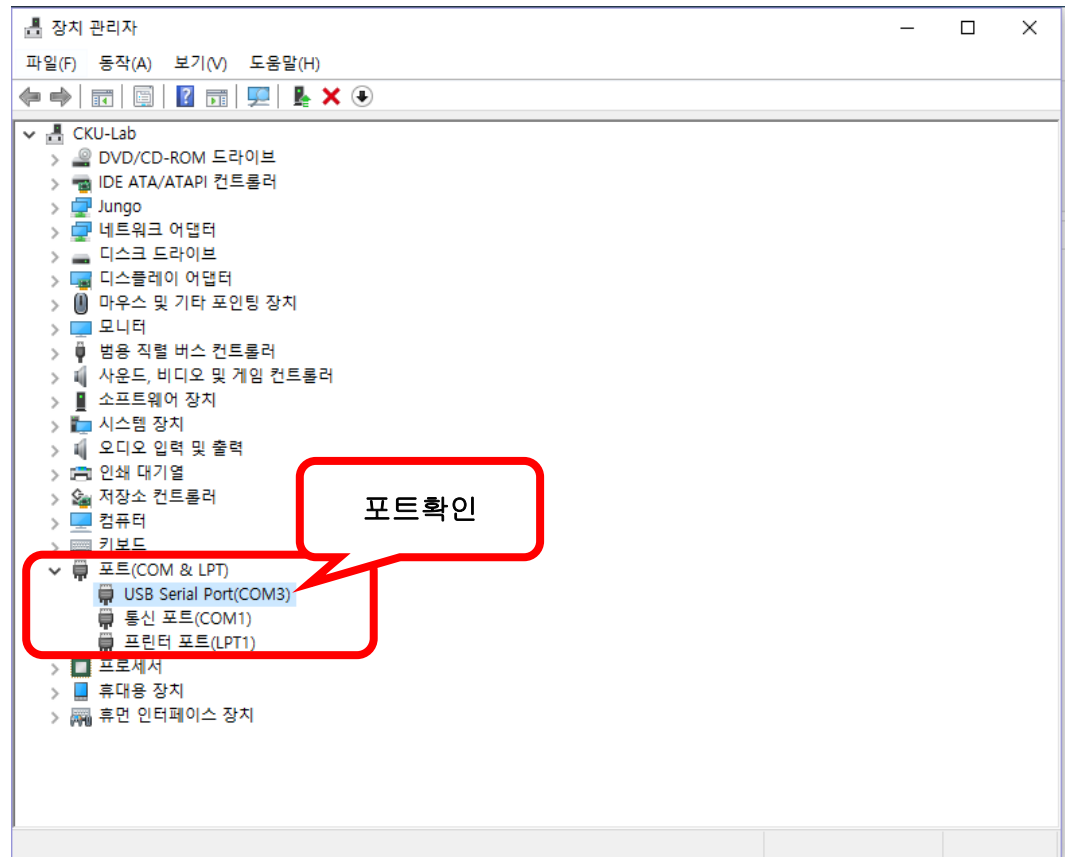 장치 관리자
파일(F) 동작(A) 보기(V) 도움말(H)
CKU-Lab
DVD/CD-ROM 드라이브
IDE ATA/ATAPI 컨트롤러
Jungo
네트워크 어댑터
디스크 드라이브
디스플레이 어댑터
마우스 및 기타 포인팅 장치
모니터
범용 직렬 버스 컨트롤러
사운드, 비디오 및 게임 컨트롤러
소프트웨어 장치
시스템 장치
오디오 입력 및 출력
인쇄 대기열
저장소 컨트롤러
포트확인
컴퓨터
키보드
포트(COM & LPT)
USB Serial Port(COM3)
통신 포트(COM1)
프린터 포트(LPT1)
프로세서
휴대용 장치
휴먼 인터페이스 장치